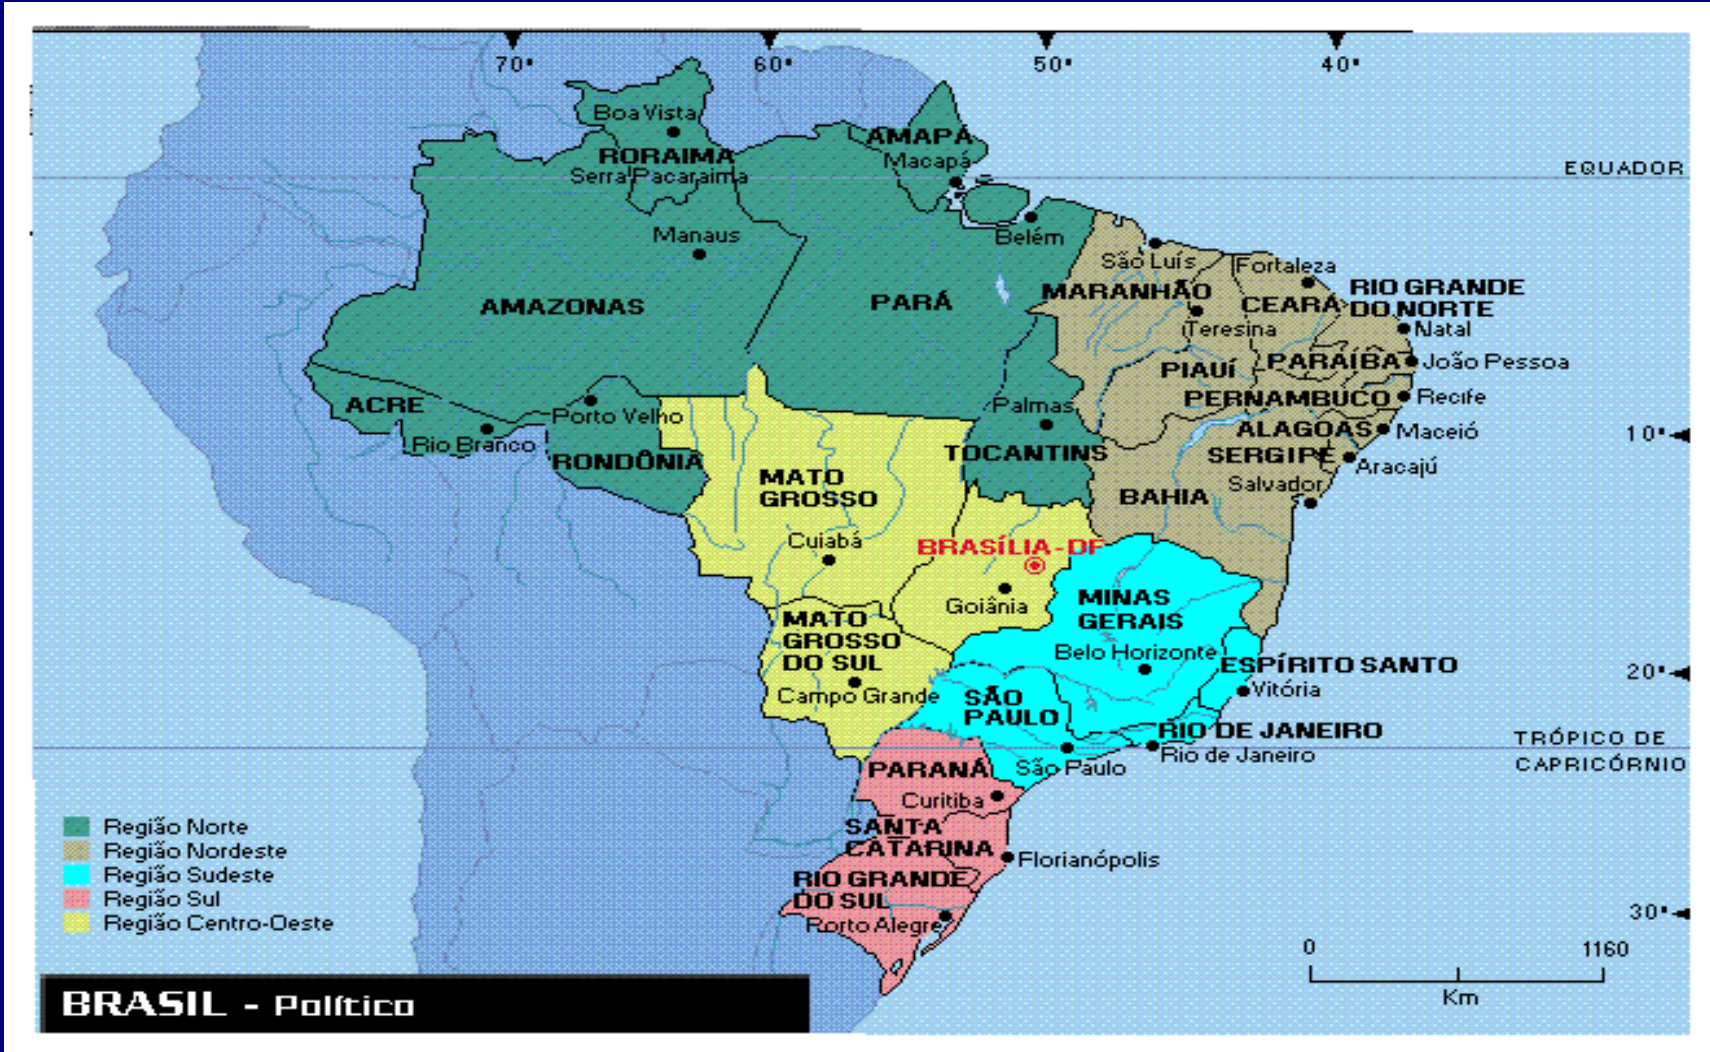 70°
60°
50°
40°
Boa Vista
RORAIMA
Serra Pacaraima
AMAPÁ
Macapá
EQUADOR
Manaus
Belém
AMAZONAS
PARÁ
São Luís
MARANHÃO
Fortaleza
CEARÁ
RIO GRANDE
DO NORTE
Natal
Teresina
PIAUÍ
PARAÍBA
João Pessoa
PERNAMBUCO
Recife
ACRE
Rio Branco
Porto Velho
RONDÔNIA
Palmas
TOCANTINS
ALAGOAS
Maceió
SERGIPE
Aracajú
10°
BAHIA
Salvador
MATO
GROSSO
Cuiabá
BRASÍLIA-DF
Goiânia
MINAS
GERAIS
Belo Horizonte
MATO
GROSSO
DO SUL
Campo Grande
ESPÍRITO SANTO
Vitória
20°
SÃO
PAULO
São Paulo
RIO DE JANEIRO
Rio de Janeiro
TRÓPICO DE
CAPRICÓRNIO
PARANÁ
Curitiba
SANTA
CATARINA
Florianópolis
RIO GRANDE
DO SUL
Porto Alegre
30°
Região Norte
Região Nordeste
Região Sudeste
Região Sul
Região Centro-Oeste
0 1160
Km
BRASIL - Político